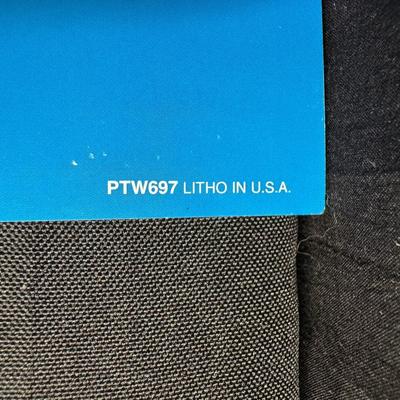 PTW697 LITHO IN U.S.A.